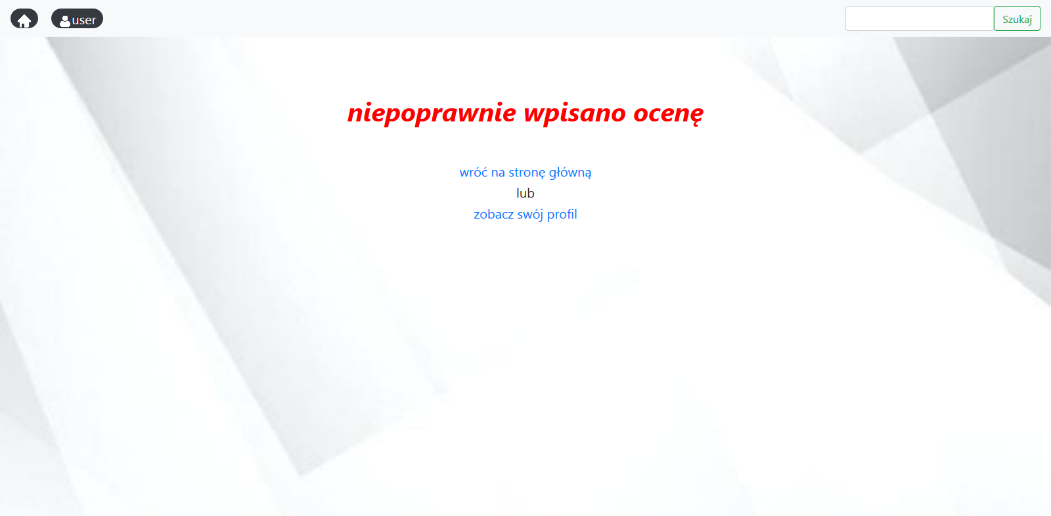 user
Szukaj
niepoprawnie wpisano ocenę
wróć na stronę główną
lub
zobacz swój profil